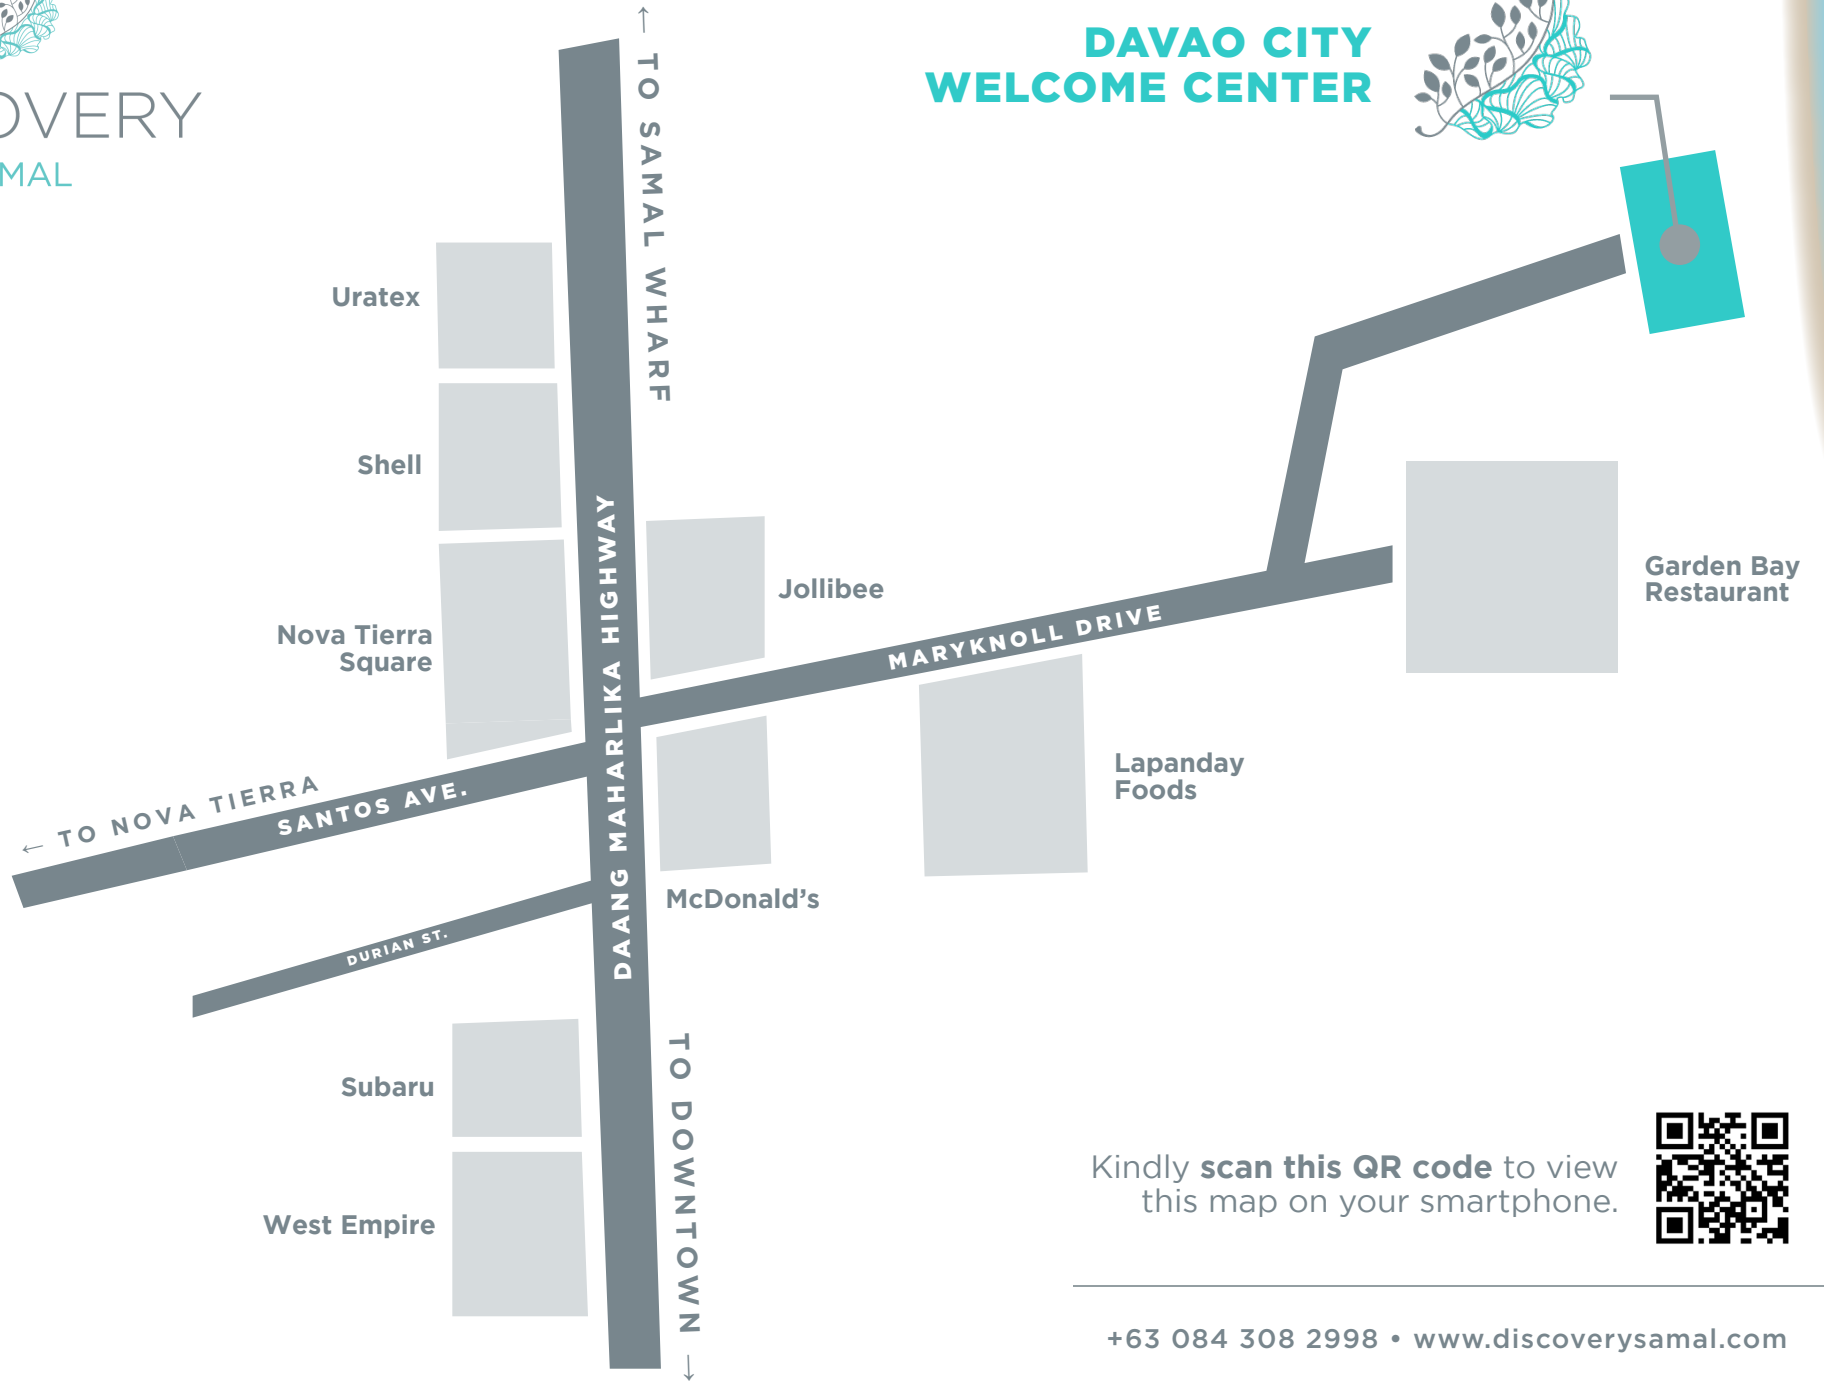 OVERY
MAL
DAVAO CITY
WELCOME CENTER
← TO SAMAL WHARF
Uratex
Shell
Nova Tierra
Square
Jollibee
DAANG MAHARLIKA HIGHWAY
MARYKNOLL DRIVE
Garden Bay
Restaurant
Lapanday
Foods
← TO NOVA TIERRA
SANTOS AVE.
McDonald’s
DURIAN ST.
Subaru
West Empire
TO DOWNTOWN →
Kindly scan this QR code to view
this map on your smartphone.
+63 084 308 2998 • www.discoverysamal.com